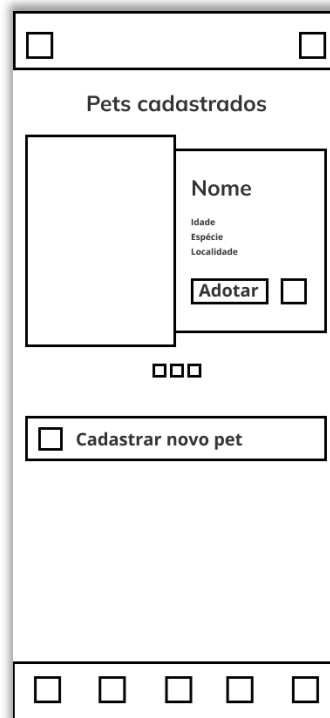 Pets cadastrados
Nome
Idade
Espécie
Localidade
Adotar
Cadastrar novo pet